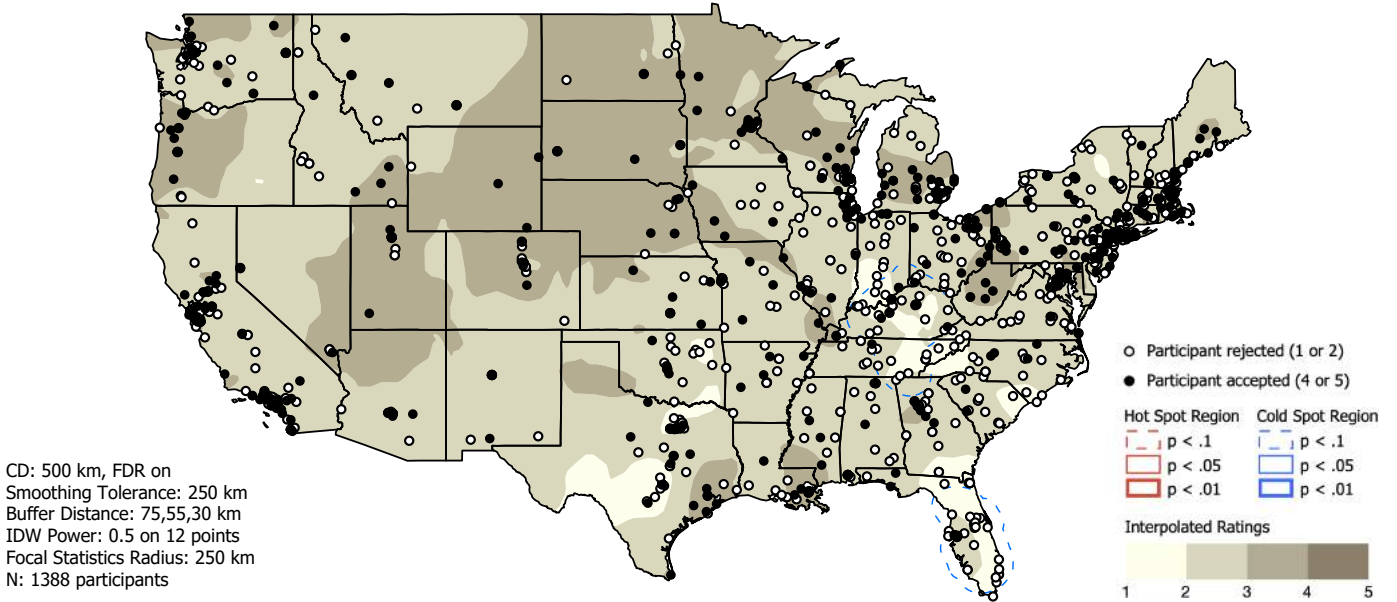 Participant rejected (1 or 2)
Participant accepted (4 or 5)
Hot Spot Region Cold Spot Region
p < .1 p < .1
p < .05 p < .05
p < .01 p < .01
Interpolated Ratings
1 2 3 4 5
CD: 500 km, FDR on
Smoothing Tolerance: 250 km
Buffer Distance: 75,55,30 km
IDW Power: 0.5 on 12 points
Focal Statistics Radius: 250 km
N: 1388 participants